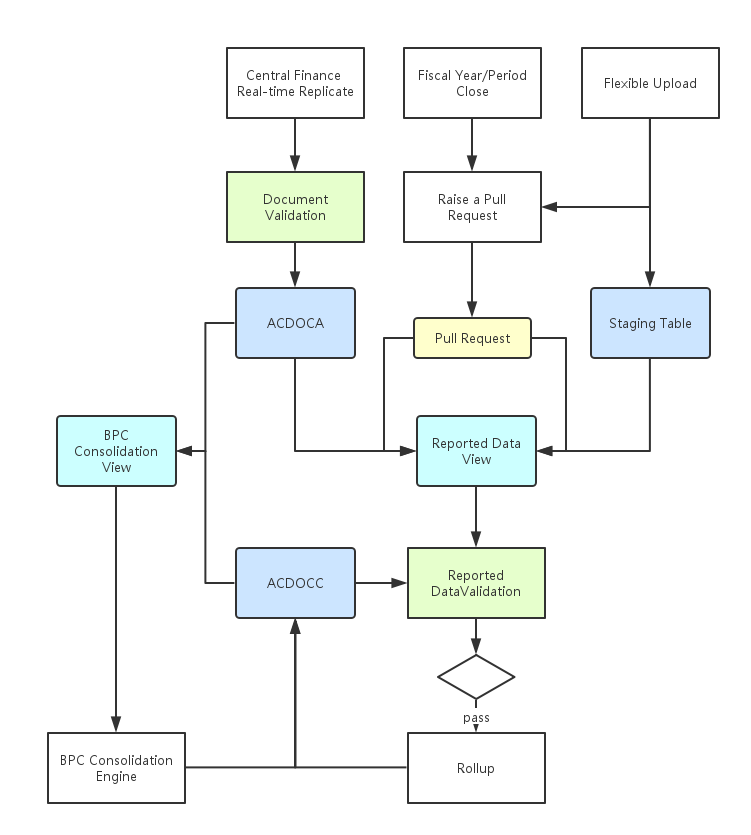 Central Finance
Real-time Replicate
Fiscal Year/Period
Close
Flexible Upload
Document
Validation
Raise a Pull
Request
ACDOCA
Pull Request
Staging Table
BPC
Consolidation
View
Reported Data
View
ACDOCC
Reported
DataValidation
pass
BPC Consolidation
Engine
Rollup